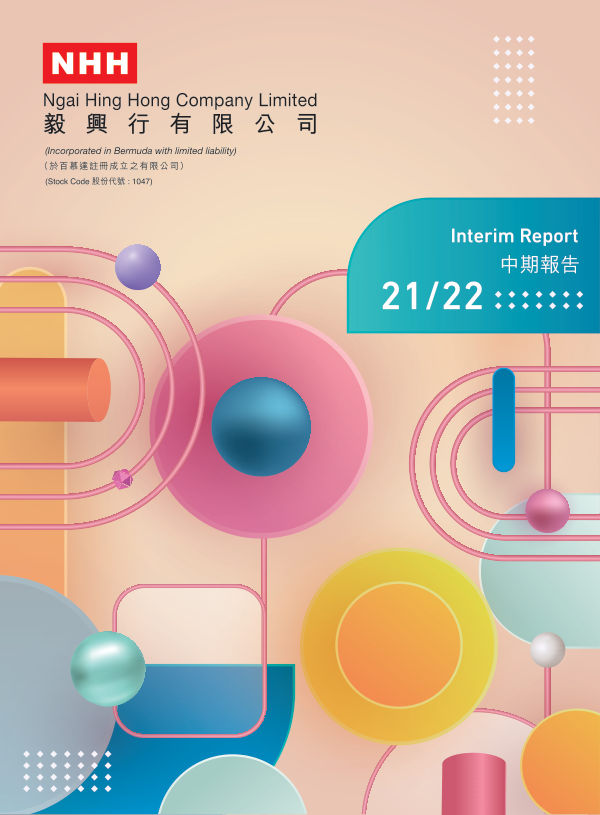 NHH
Ngai Hing Hong Company Limited
毅興行有限公司
(Incorporated in Bermuda with limited liability)
(於百慕達註冊成立之有限公司)
(Stock Code 股份代號 : 1047)
Interim Report
中期報告
21/22